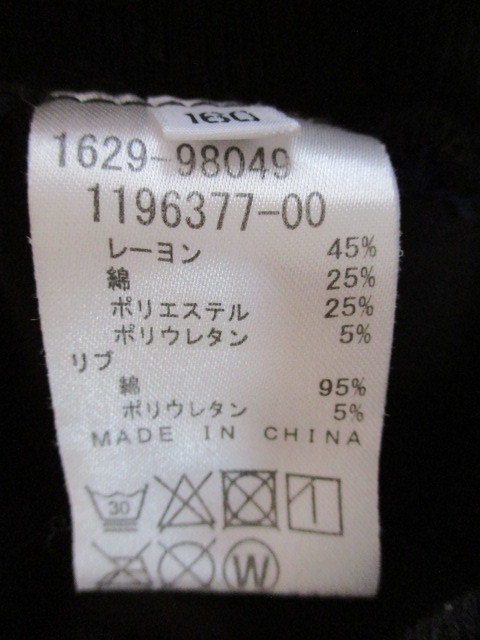 160
1629-98049
1196377-00
レーヨン 45%
綿 25%
ポリエステル 25%
ポリウレタン 5%
リブ
綿 95%
ポリウレタン 5%
MADE IN CHINA
30
W